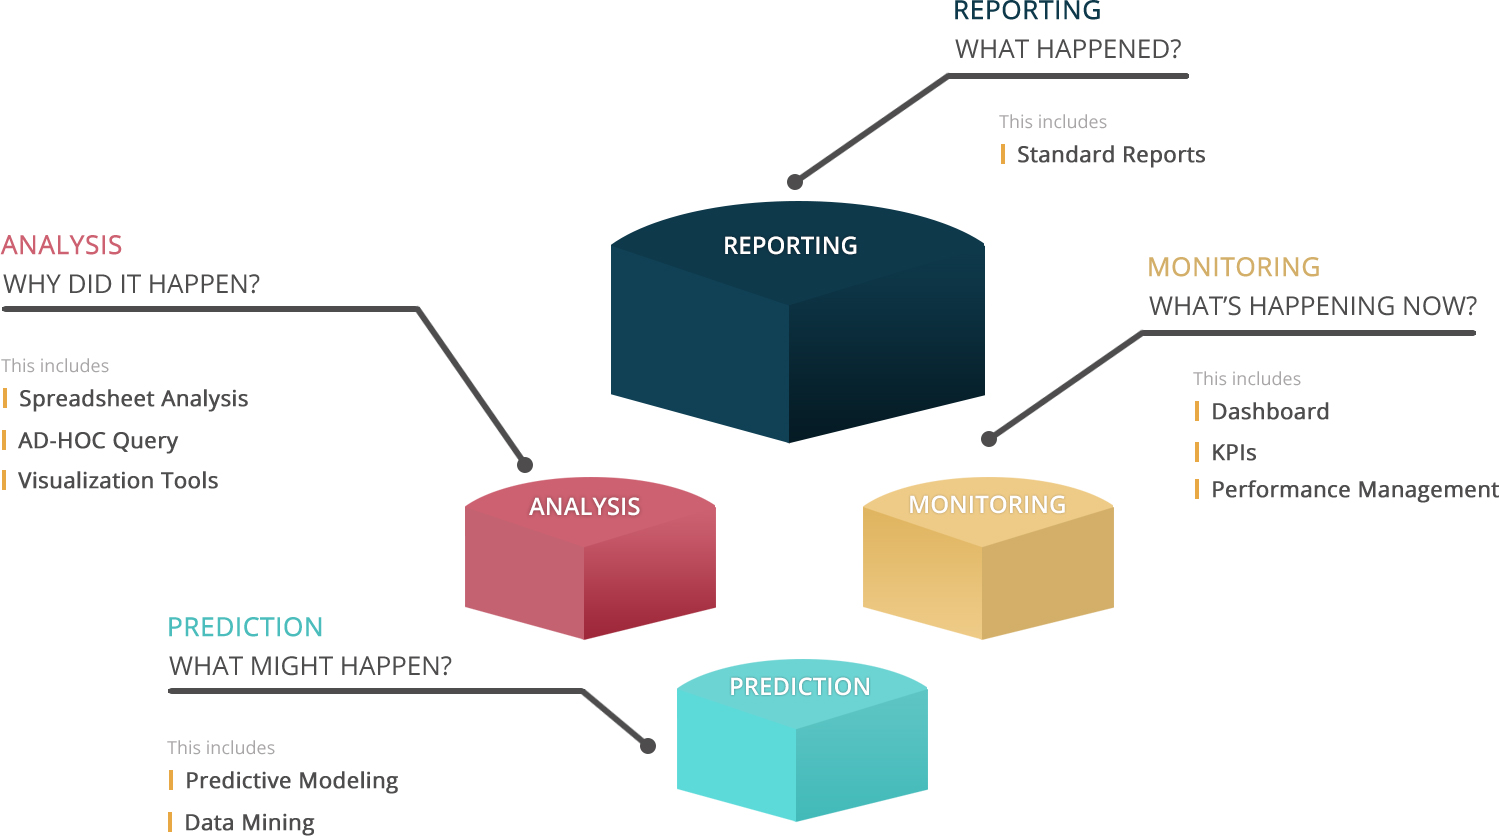 REPORTING
WHAT HAPPENED?
This includes
Standard Reports
REPORTING
ANALYSIS
WHY DID IT HAPPEN?
This includes
Spreadsheet Analysis
AD-HOC Query
Visualization Tools
MONITORING
WHAT’S HAPPENING NOW?
This includes
Dashboard
KPIs
Performance Management
ANALYSIS
MONITORING
PREDICTION
WHAT MIGHT HAPPEN?
This includes
Predictive Modeling
Data Mining
PREDICTION